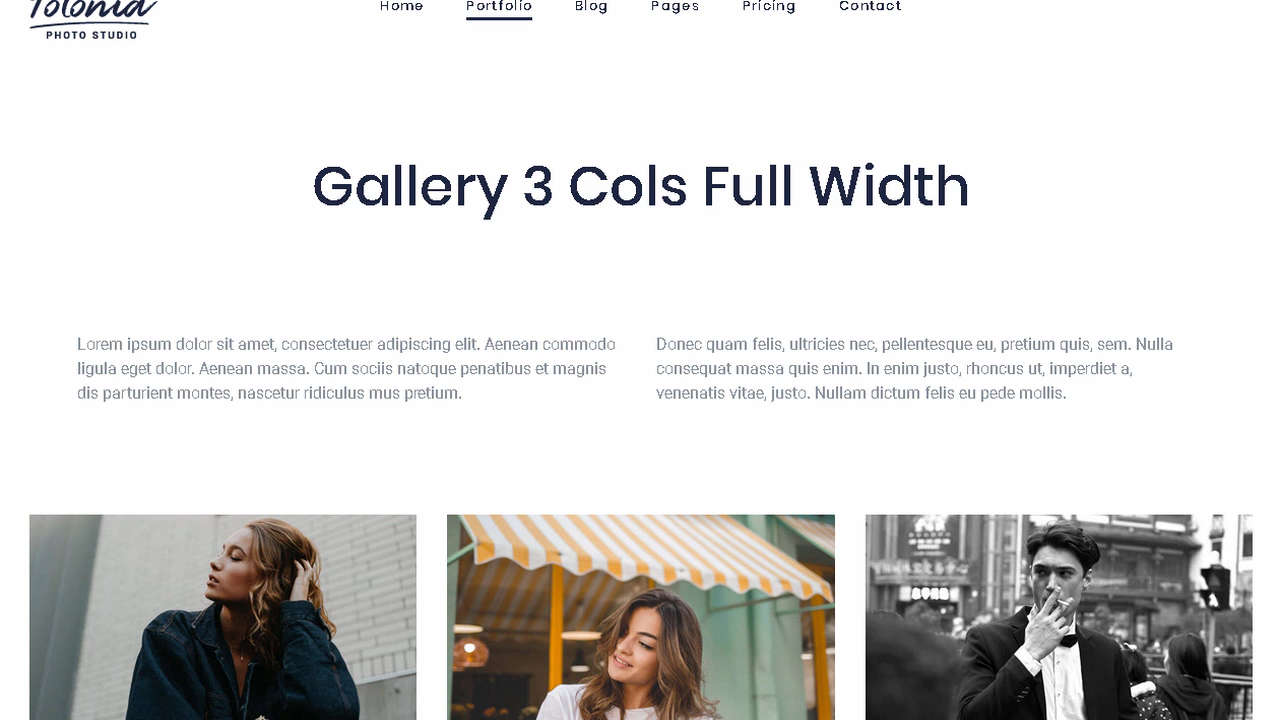 Home Portfolio Blog Pages Pricing Contact
PHOTO STUDIO
Gallery 3 Cols Full Width
Lorem ipsum dolor sit amet, consectetuer adipiscing elit. Aenean commodo
ligula eget dolor. Aenean massa. Cum sociis natoque penatibus et magnis
dis parturient montes, nascetur ridiculus mus pretium.
Donec quam felis, ultricies nec, pellentesque eu, pretium quis, sem. Nulla
consequat massa quis enim. In enim justo, rhoncus ut, imperdiet a,
venenatis vitae, justo. Nullam dictum felis eu pede mollis.